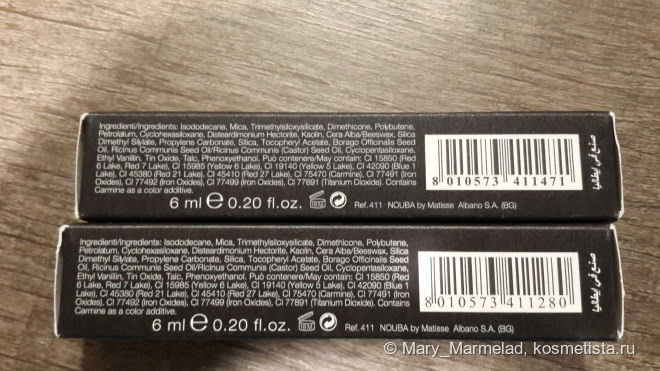 Ingredienti/Ingredients: Isododecane, Mica, Trimethylsiloxysilicate, Dimethicone, Polybutene,
Petrolatum, Cyclohexasiloxane, Disteardimonium Hectorite, Kaolin, Cera Alba/Beeswax, Silica
Dimethyl Silylate, Propylene Carbonate, Silica, Tocopheryl Acetate, Borago Officinalis Seed
Oil, Ricinus Communis Seed Oil/Ricinus Communis (Castor) Seed Oil, Cyclopentasiloxane,
Ethyl Vanillin, Tin Oxide, Talc, Phenoxyethanol. Può contenere/May contain: CI 15850 (Red
6 Lake, Red 7 Lake), CI 15985 (Yellow 6 Lake), CI 19140 (Yellow 5 Lake), CI 42090 (Blue 1
Lake), CI 45380 (Red 21 Lake), CI 45410 (Red 27 Lake), CI 75470 (Carmine), CI 77491 (Iron
Oxides), CI 77492 (Iron Oxides), CI 77499 (Iron Oxides), CI 77891 (Titanium Dioxide). Contains
Carmine as a color additive.
6 ml e 0.20 fl.oz.
Ref.411 NOUBA by Matisse Albano S.A. (BG)
8 010573 411471
صنع في إيطاليا
Ingredienti/Ingredients: Isododecane, Mica, Trimethylsiloxysilicate, Dimethicone, Polybutene,
Petrolatum, Cyclohexasiloxane, Disteardimonium Hectorite, Kaolin, Cera Alba/Beeswax, Silica
Dimethyl Silylate, Propylene Carbonate, Silica, Tocopheryl Acetate, Borago Officinalis Seed
Oil, Ricinus Communis Seed Oil/Ricinus Communis (Castor) Seed Oil, Cyclopentasiloxane,
Ethyl Vanillin, Tin Oxide, Talc, Phenoxyethanol. Può contenere/May contain: CI 15850 (Red
6 Lake, Red 7 Lake), CI 15985 (Yellow 6 Lake), CI 19140 (Yellow 5 Lake), CI 42090 (Blue 1
Lake), CI 45380 (Red 21 Lake), CI 45410 (Red 27 Lake), CI 75470 (Carmine), CI 77491 (Iron
Oxides), CI 77492 (Iron Oxides), CI 77499 (Iron Oxides), CI 77891 (Titanium Dioxide). Contains
Carmine as a color additive.
6 ml e 0.20 fl.oz.
Ref.411 NOUBA by Matisse Albano S.A. (BG)
8 010573 411280
صنع في إيطاليا
© Mary_Marmelad, kosmetista.ru